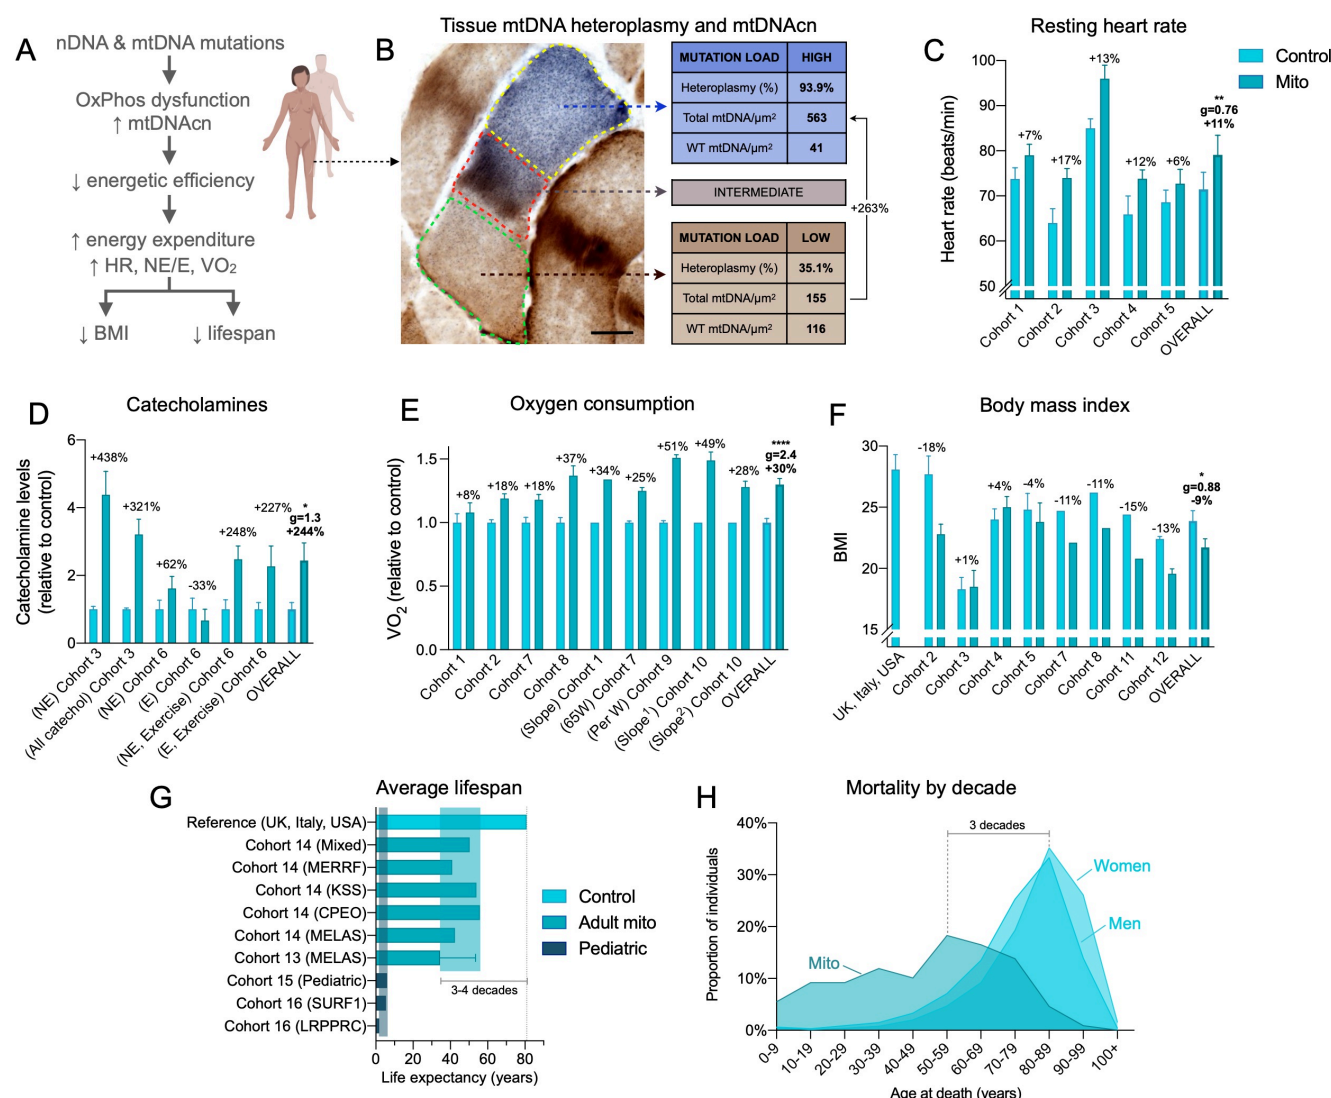 A
nDNA & mtDNA mutations
OxPhos dysfunction
↑ mtDNAcn
↓ energetic efficiency
↑ energy expenditure
↑ HR, NE/E, VO₂
↓ BMI
↓ lifespan
B
Tissue mtDNA heteroplasmy and mtDNAcn
MUTATION LOAD HIGH
Heteroplasmy (%) 93.9%
Total mtDNA/µm² 563
WT mtDNA/µm² 41
INTERMEDIATE
+263%
MUTATION LOAD LOW
Heteroplasmy (%) 35.1%
Total mtDNA/µm² 155
WT mtDNA/µm² 116
C
Resting heart rate
Control
Mito
Heart rate (beats/min)
100
90
80
70
60
50
+7%
+17%
+13%
+12%
+6%
**
g=0.76
+11%
Cohort 1
Cohort 2
Cohort 3
Cohort 4
Cohort 5
OVERALL
D
Catecholamines
Catecholamine levels
(relative to control)
6
4
2
0
+438%
+321%
+62%
-33%
+248%
+227%
*
g=1.3
+244%
(NE) Cohort 3
(All catechol) Cohort 3
(NE) Cohort 6
(E) Cohort 6
(NE, Exercise) Cohort 6
(E, Exercise) Cohort 6
OVERALL
E
Oxygen consumption
VO₂ (relative to control)
1.5
1.0
0.5
0.0
+8%
+18%
+18%
+37%
+34%
+25%
+51%
+49%
+28%
****
g=2.4
+30%
Cohort 1
Cohort 2
Cohort 7
Cohort 8
(Slope) Cohort 1
(65W) Cohort 7
(Per W) Cohort 9
(Slope¹) Cohort 10
(Slope²) Cohort 10
OVERALL
F
Body mass index
BMI
30
25
20
15
-18%
+1%
+4%
-4%
-11%
-11%
-15%
-13%
*
g=0.88
-9%
UK, Italy, USA
Cohort 2
Cohort 3
Cohort 4
Cohort 5
Cohort 7
Cohort 8
Cohort 11
Cohort 12
OVERALL
G
Average lifespan
Reference (UK, Italy, USA)
Cohort 14 (Mixed)
Cohort 14 (MERRF)
Cohort 14 (KSS)
Cohort 14 (CPEO)
Cohort 14 (MELAS)
Cohort 13 (MELAS)
Cohort 15 (Pediatric)
Cohort 16 (SURF1)
Cohort 16 (LRPPRC)
3-4 decades
0 20 40 60 80
Life expectancy (years)
Control
Adult mito
Pediatric
H
Mortality by decade
Proportion of individuals
40%
30%
20%
10%
0%
3 decades
Women
Men
Mito
0-9
10-19
20-29
30-39
40-49
50-59
60-69
70-79
80-89
90-99
100+
Age at death (years)